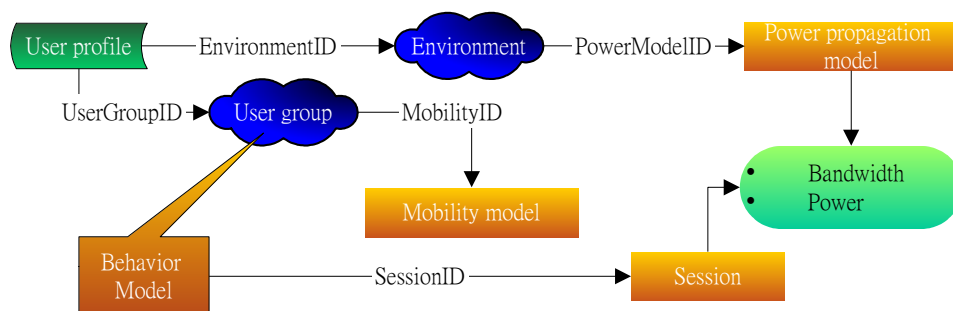 User profile
EnvironmentID
Environment
PowerModelID
Power propagation
model
UserGroupID
User group
MobilityID
Mobility model
• Bandwidth
• Power
Behavior
Model
SessionID
Session